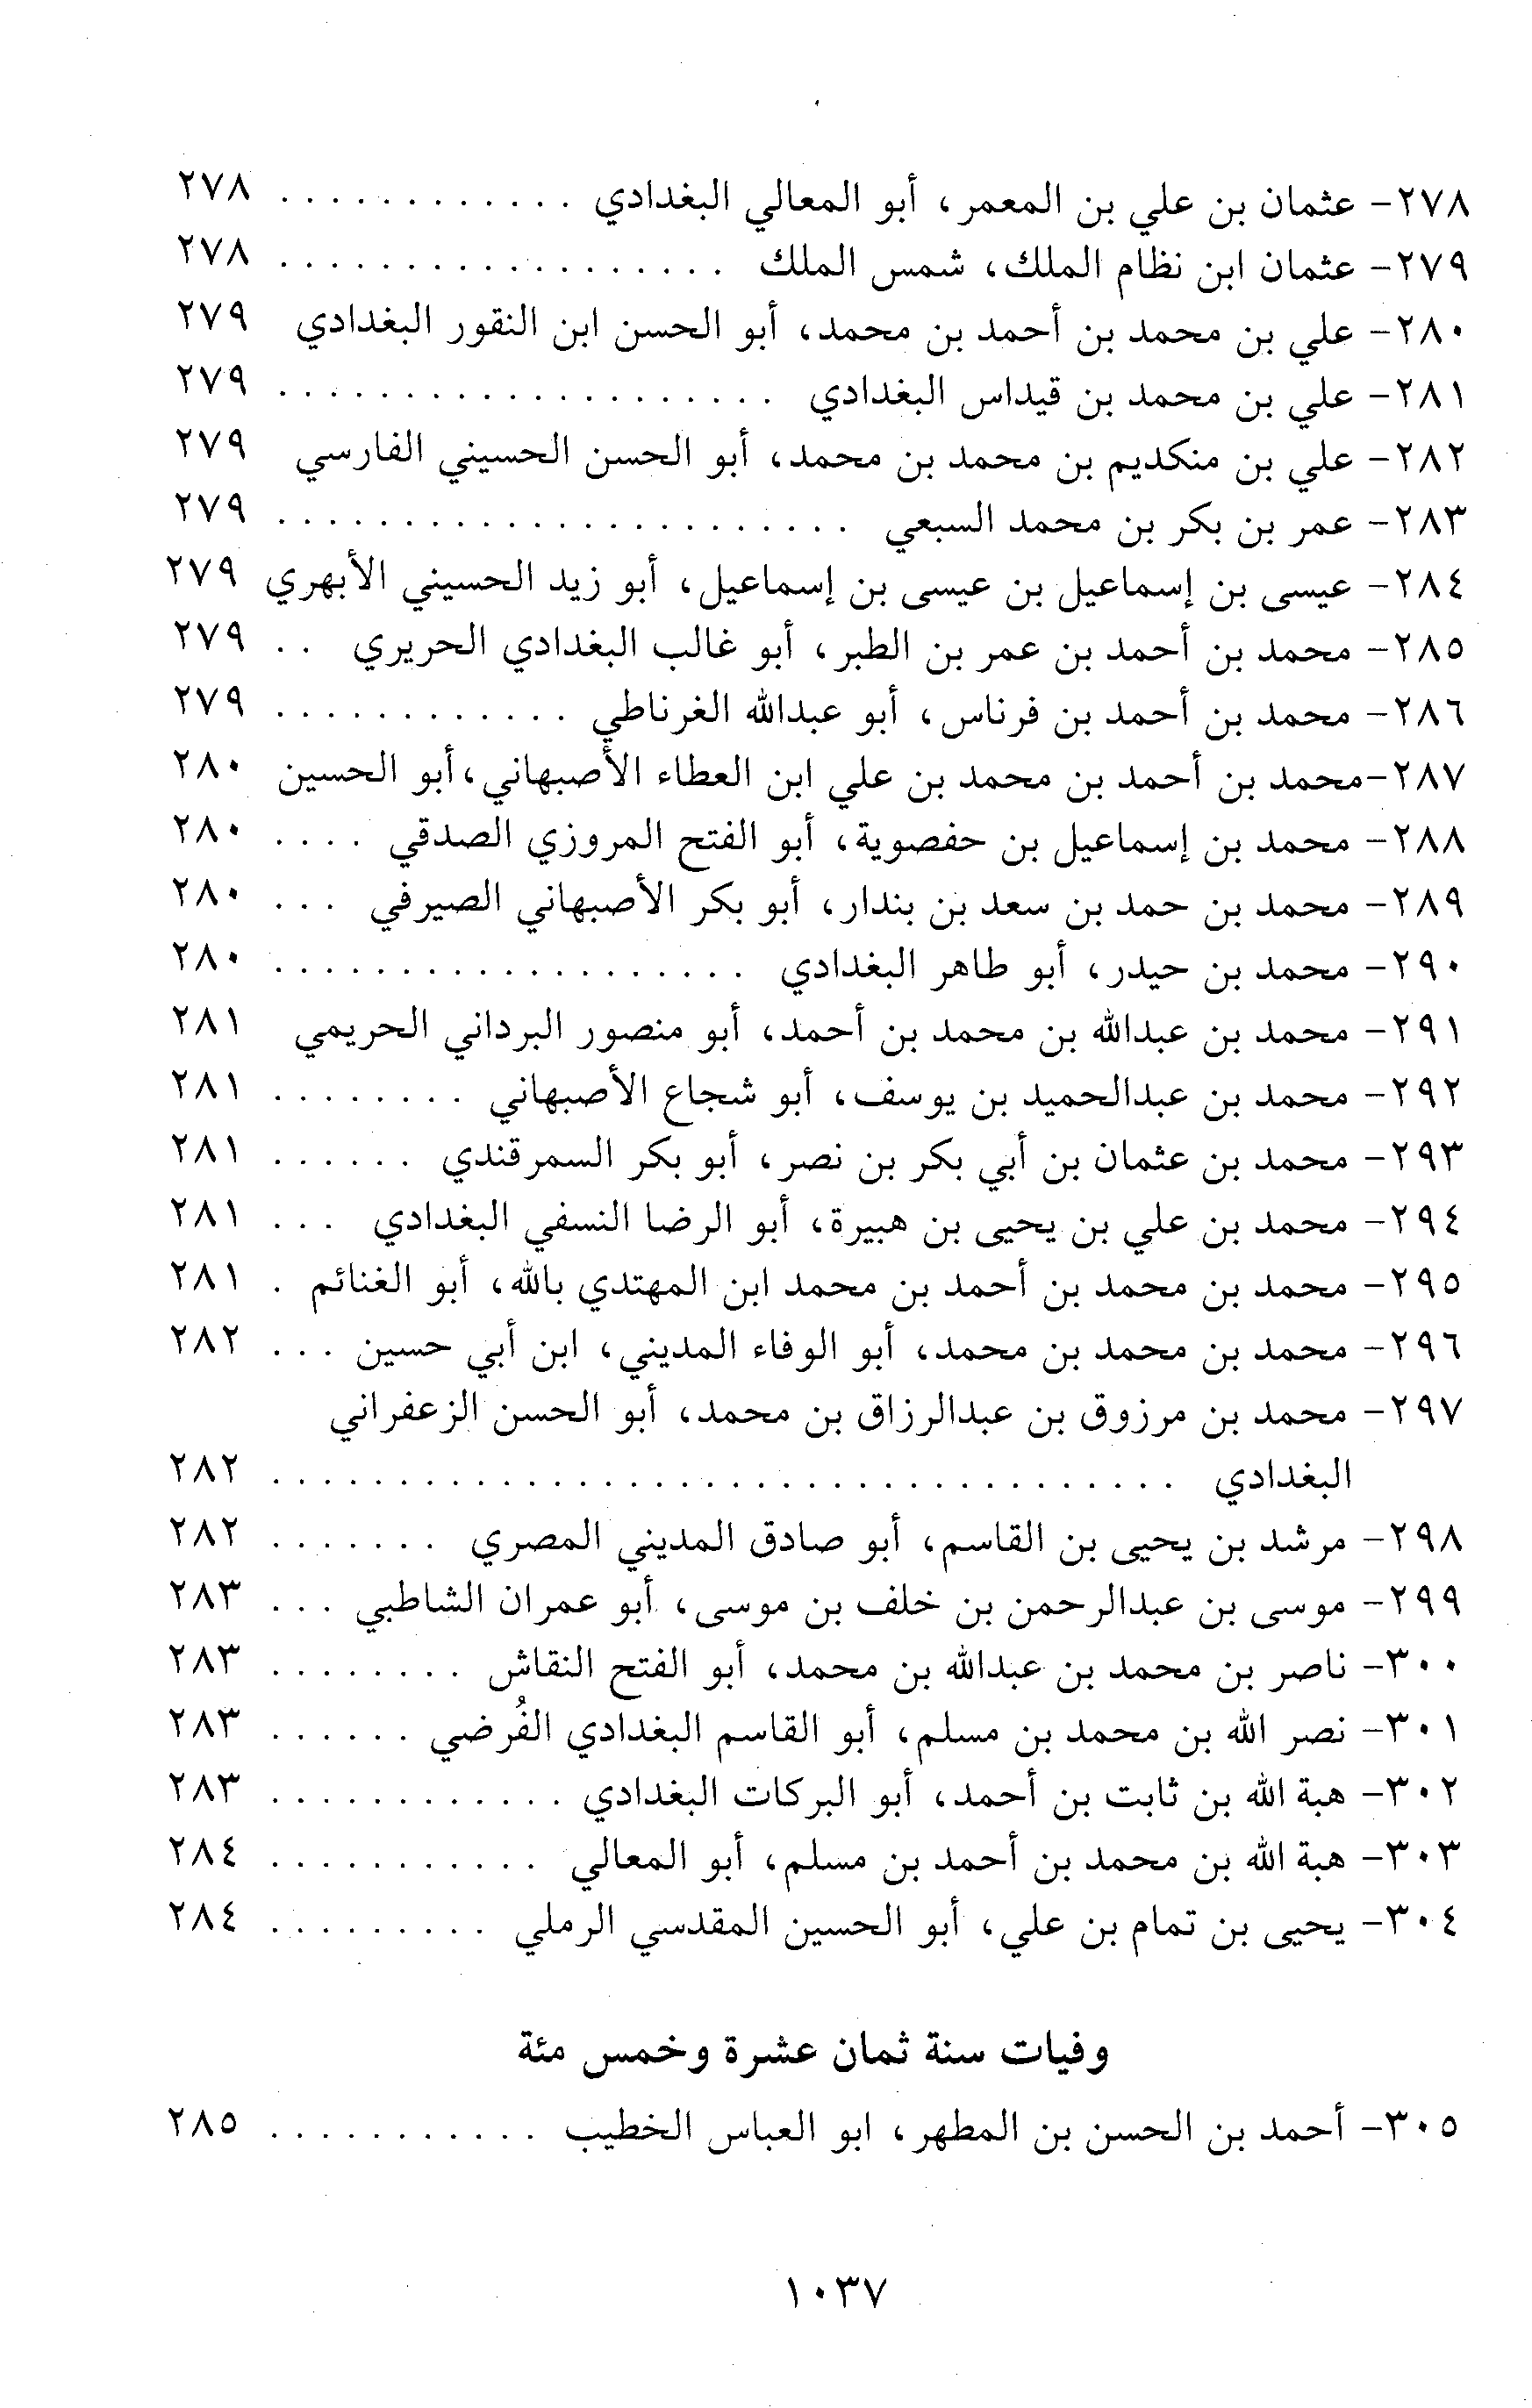 ٢٧٨- عثمان بن علي بن المعمر، أبو المعالي البغدادي . . . . . . . . . . . . ٢٧٨
٢٧٩- عثمان ابن نظام الملك، شمس الملك . . . . . . . . . . . . . . . . . . ٢٧٨
٢٨٠- علي بن محمد بن أحمد بن محمد، أبو الحسن ابن النقور البغدادي ٢٧٩
٢٨١- علي بن محمد بن قيداس البغدادي . . . . . . . . . . . . . . . . . . . . ٢٧٩
٢٨٢- علي بن منكديم بن محمد بن محمد، أبو الحسن الحسيني الفارسي ٢٧٩
٢٨٣- عمر بن بكر بن محمد السبعي . . . . . . . . . . . . . . . . . . . . . . . ٢٧٩
٢٨٤- عيسى بن إسماعيل بن عيسى بن إسماعيل، أبو زيد الحسيني الأبهري ٢٧٩
٢٨٥- محمد بن أحمد بن عمر بن الطبر، أبو غالب البغدادي الحريري . . ٢٧٩
٢٨٦- محمد بن أحمد بن فرناس، أبو عبدالله الغرناطي . . . . . . . . . . . . ٢٧٩
٢٨٧-محمد بن أحمد بن محمد بن علي ابن العطاء الأصبهاني،أبو الحسين ٢٨٠
٢٨٨- محمد بن إسماعيل بن حفصوية، أبو الفتح المروزي الصدقي . . . . ٢٨٠
٢٨٩- محمد بن حمد بن سعد بن بندار، أبو بكر الأصبهاني الصيرفي . . . ٢٨٠
٢٩٠- محمد بن حيدر، أبو طاهر البغدادي . . . . . . . . . . . . . . . . . . . ٢٨٠
٢٩١- محمد بن عبدالله بن محمد بن أحمد، أبو منصور البرداني الحريمي ٢٨١
٢٩٢- محمد بن عبدالحميد بن يوسف، أبو شجاع الأصبهاني . . . . . . . . ٢٨١
٢٩٣- محمد بن عثمان بن أبي بكر بن نصر، أبو بكر السمرقندي . . . . . . ٢٨١
٢٩٤- محمد بن علي بن يحيى بن هبيرة، أبو الرضا النسفي البغدادي . . . ٢٨١
٢٩٥- محمد بن محمد بن أحمد بن محمد ابن المهتدي بالله، أبو الغنائم . ٢٨١
٢٩٦- محمد بن محمد بن محمد، أبو الوفاء المديني، ابن أبي حسين . . . ٢٨٢
٢٩٧- محمد بن مرزوق بن عبدالرزاق بن محمد، أبو الحسن الزعفراني
البغدادي . . . . . . . . . . . . . . . . . . . . . . . . . . . . . . . . . . . . ٢٨٢
٢٩٨- مرشد بن يحيى بن القاسم، أبو صادق المديني المصري . . . . . . . ٢٨٢
٢٩٩- موسى بن عبدالرحمن بن خلف بن موسى، أبو عمران الشاطبي . . . ٢٨٣
٣٠٠- ناصر بن محمد بن عبدالله بن محمد، أبو الفتح النقاش . . . . . . . . ٢٨٣
٣٠١- نصر الله بن محمد بن مسلم، أبو القاسم البغدادي الفُرضي . . . . . . ٢٨٣
٣٠٢- هبة الله بن ثابت بن أحمد، أبو البركات البغدادي . . . . . . . . . . . . ٢٨٣
٣٠٣- هبة الله بن محمد بن أحمد بن مسلم، أبو المعالي . . . . . . . . . . . ٢٨٤
٣٠٤- يحيى بن تمام بن علي، أبو الحسين المقدسي الرملي . . . . . . . . . ٢٨٤
وفيات سنة ثمان عشرة وخمس مئة
٣٠٥- أحمد بن الحسن بن المطهر، ابو العباس الخطيب . . . . . . . . . . . ٢٨٥
١٠٣٧